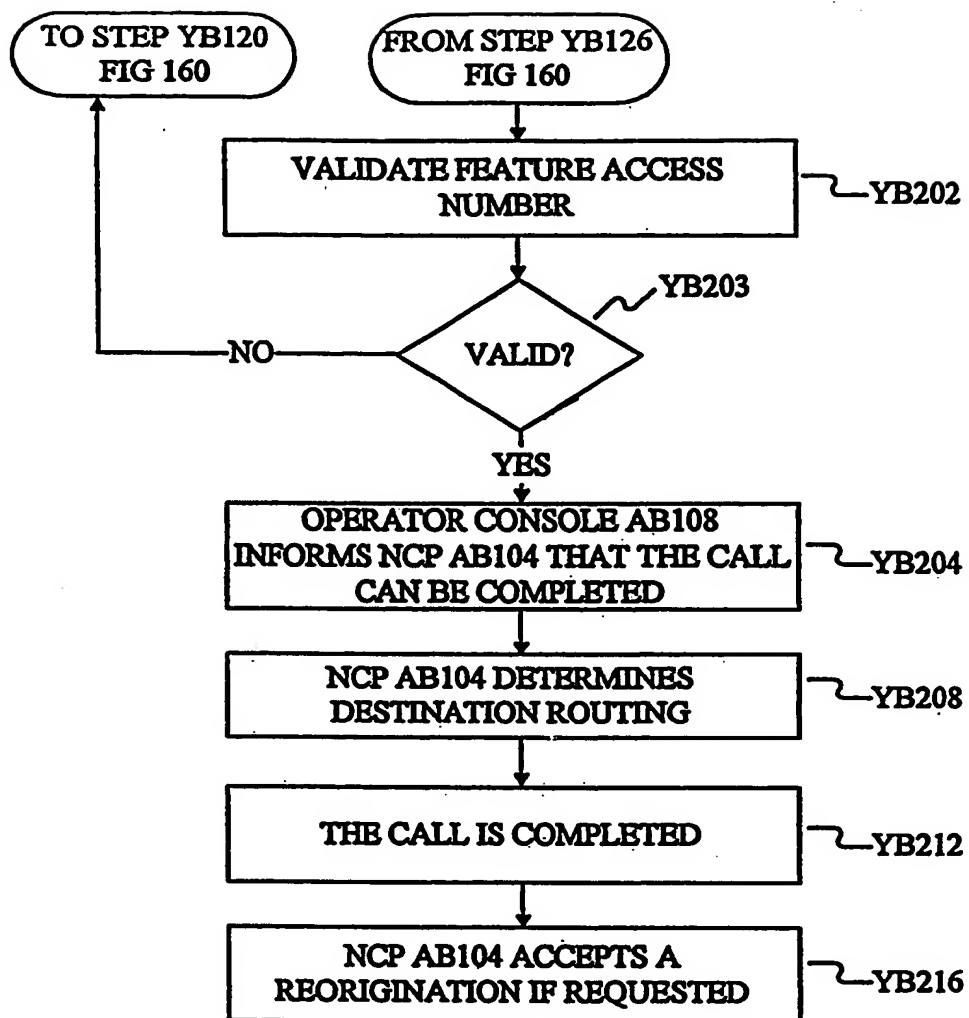 TO STEP YB120
FIG 160
FROM STEP YB126
FIG 160
VALIDATE FEATURE ACCESS
NUMBER
YB202
YB203
VALID?
NO
YES
OPERATOR CONSOLE AB108
INFORMS NCP AB104 THAT THE CALL
CAN BE COMPLETED
YB204
NCP AB104 DETERMINES
DESTINATION ROUTING
YB208
THE CALL IS COMPLETED
YB212
NCP AB104 ACCEPTS A
REORIGINATION IF REQUESTED
YB216